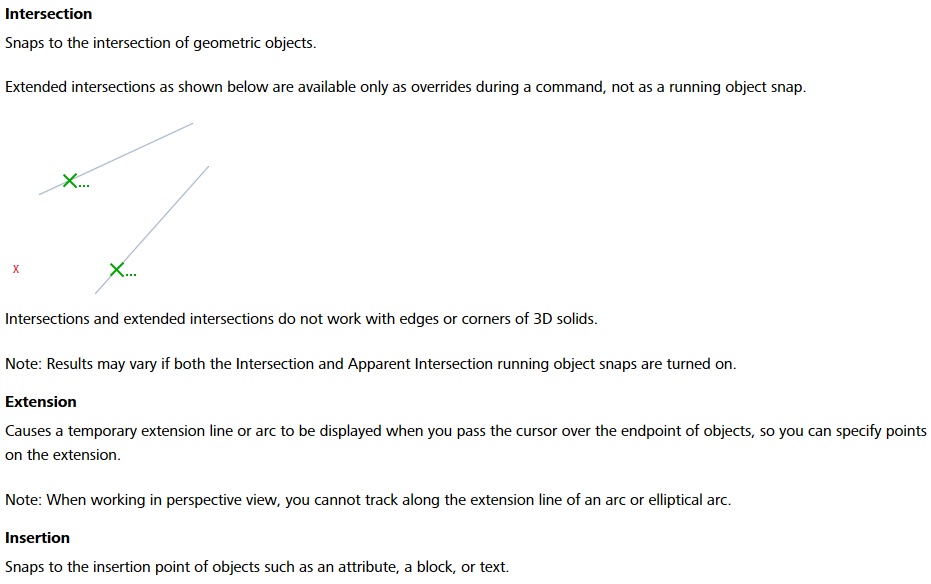 Intersection
Snaps to the intersection of geometric objects.
Extended intersections as shown below are available only as overrides during a command, not as a running object snap.
...
X
...
Intersections and extended intersections do not work with edges or corners of 3D solids.
Note: Results may vary if both the Intersection and Apparent Intersection running object snaps are turned on.
Extension
Causes a temporary extension line or arc to be displayed when you pass the cursor over the endpoint of objects, so you can specify points
on the extension.
Note: When working in perspective view, you cannot track along the extension line of an arc or elliptical arc.
Insertion
Snaps to the insertion point of objects such as an attribute, a block, or text.